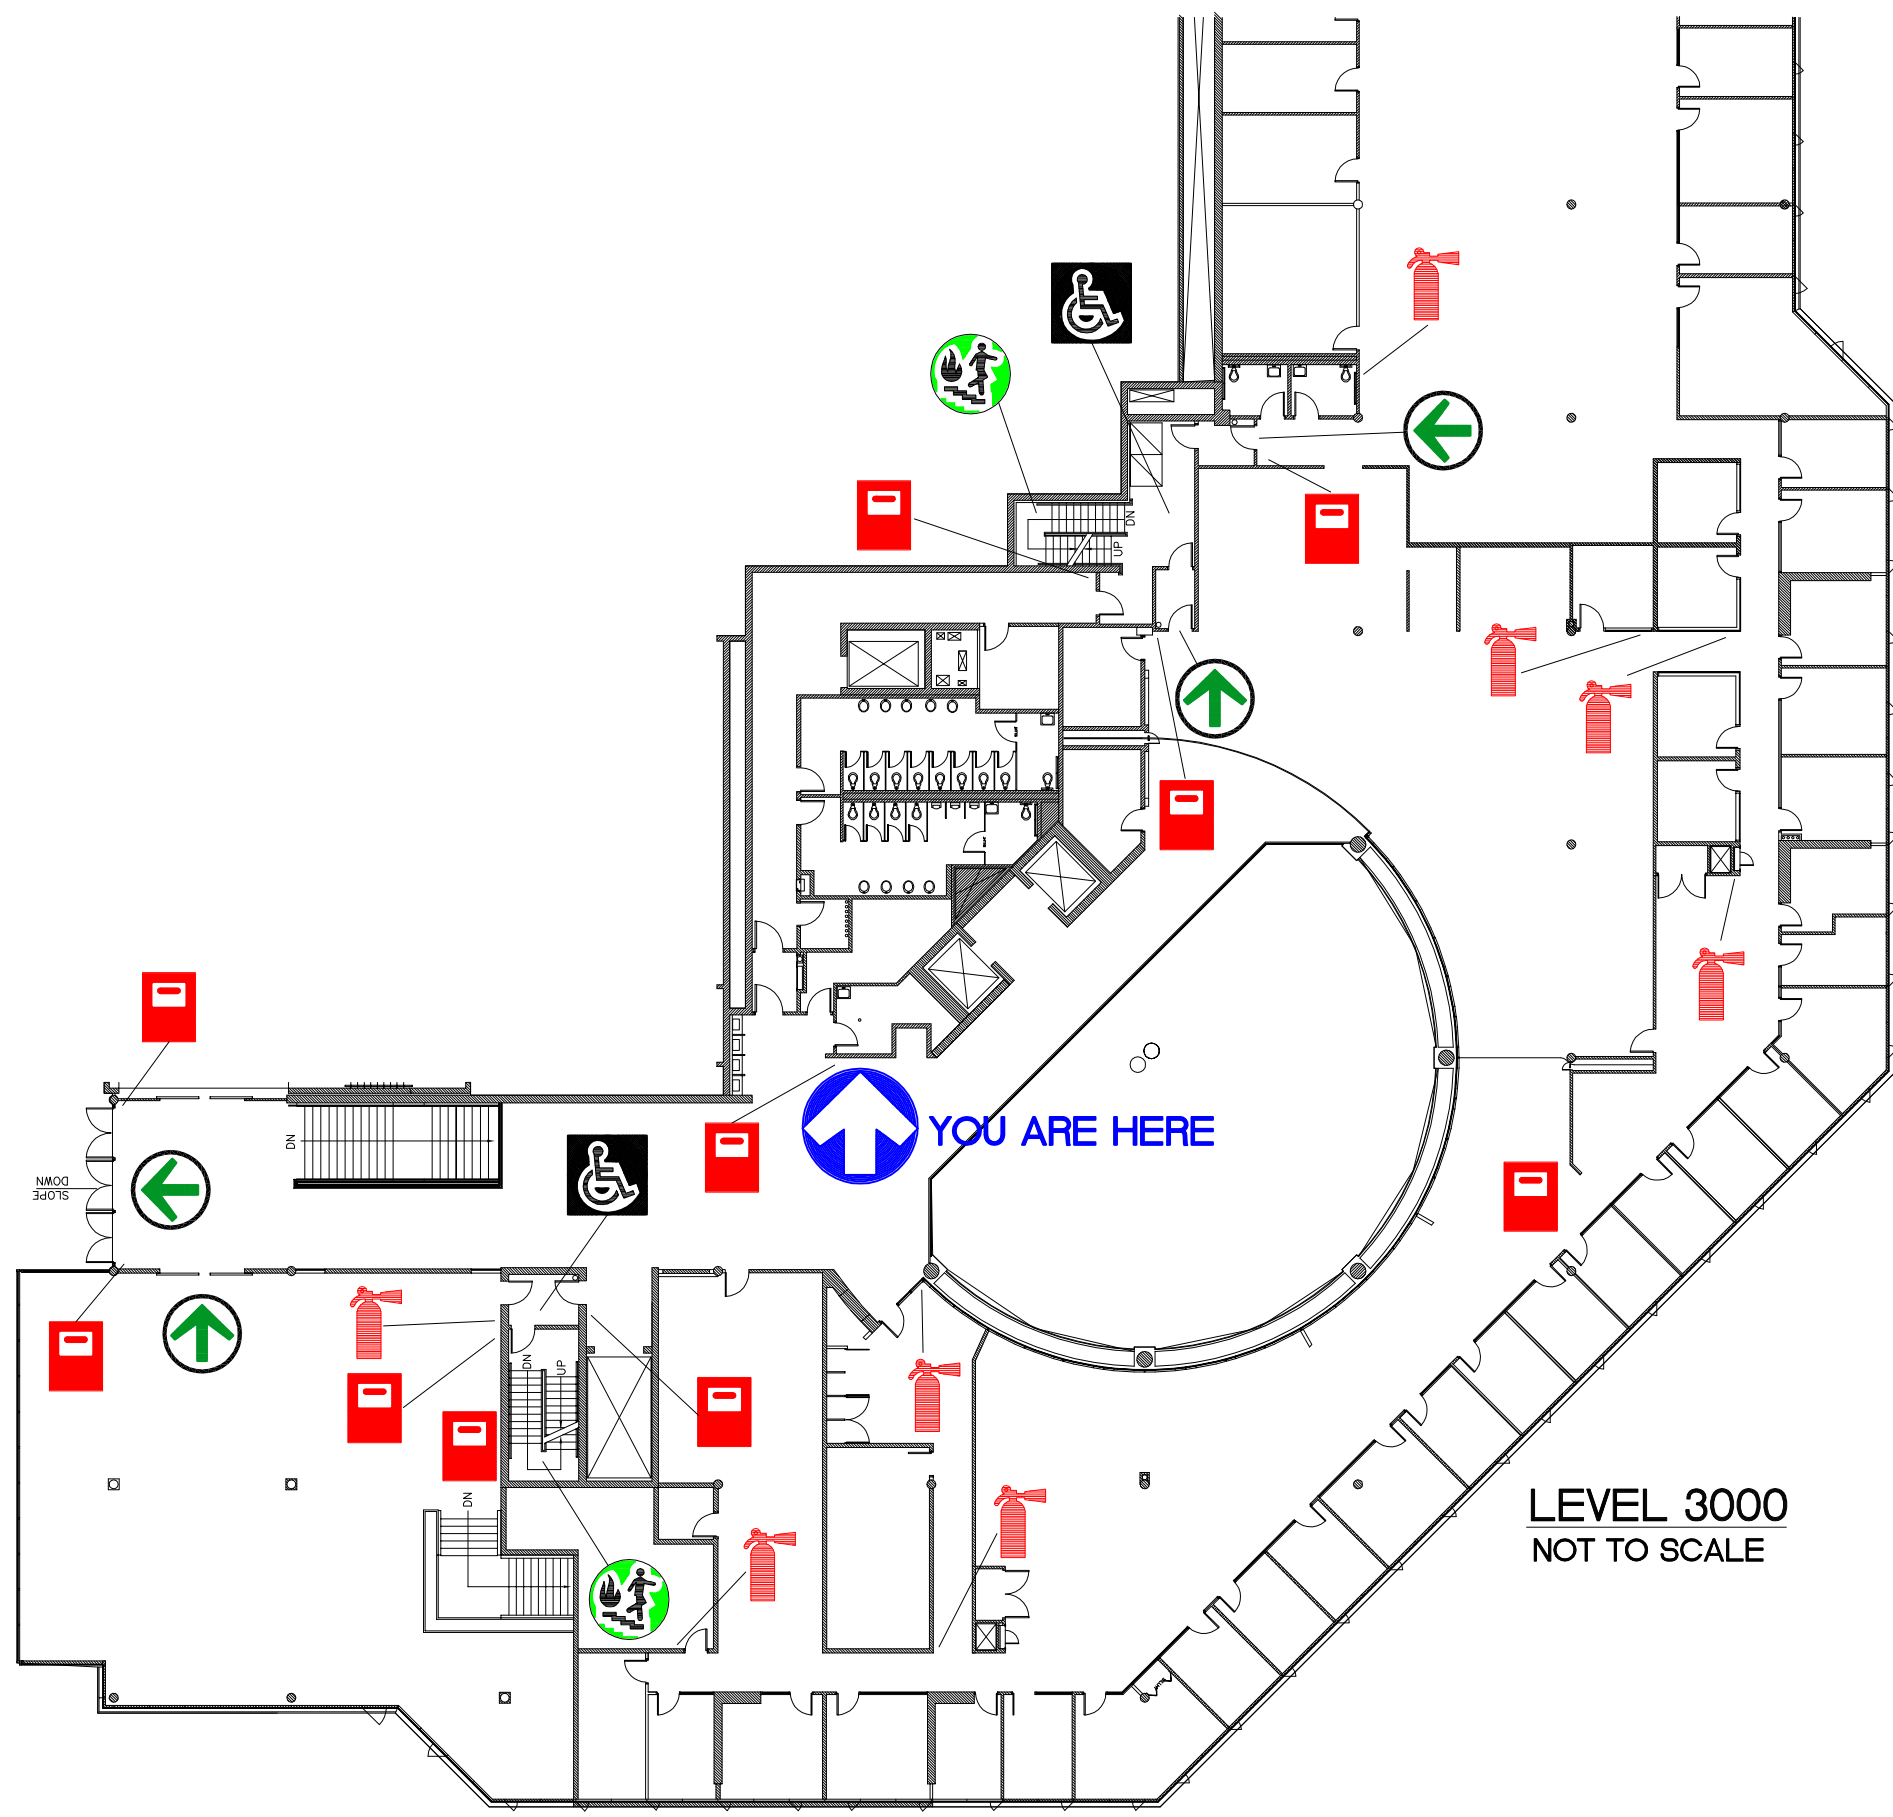 DN
UP
DN
SLOPE
DOWN
YOU ARE HERE
DN
UP
DN
LEVEL 3000
NOT TO SCALE